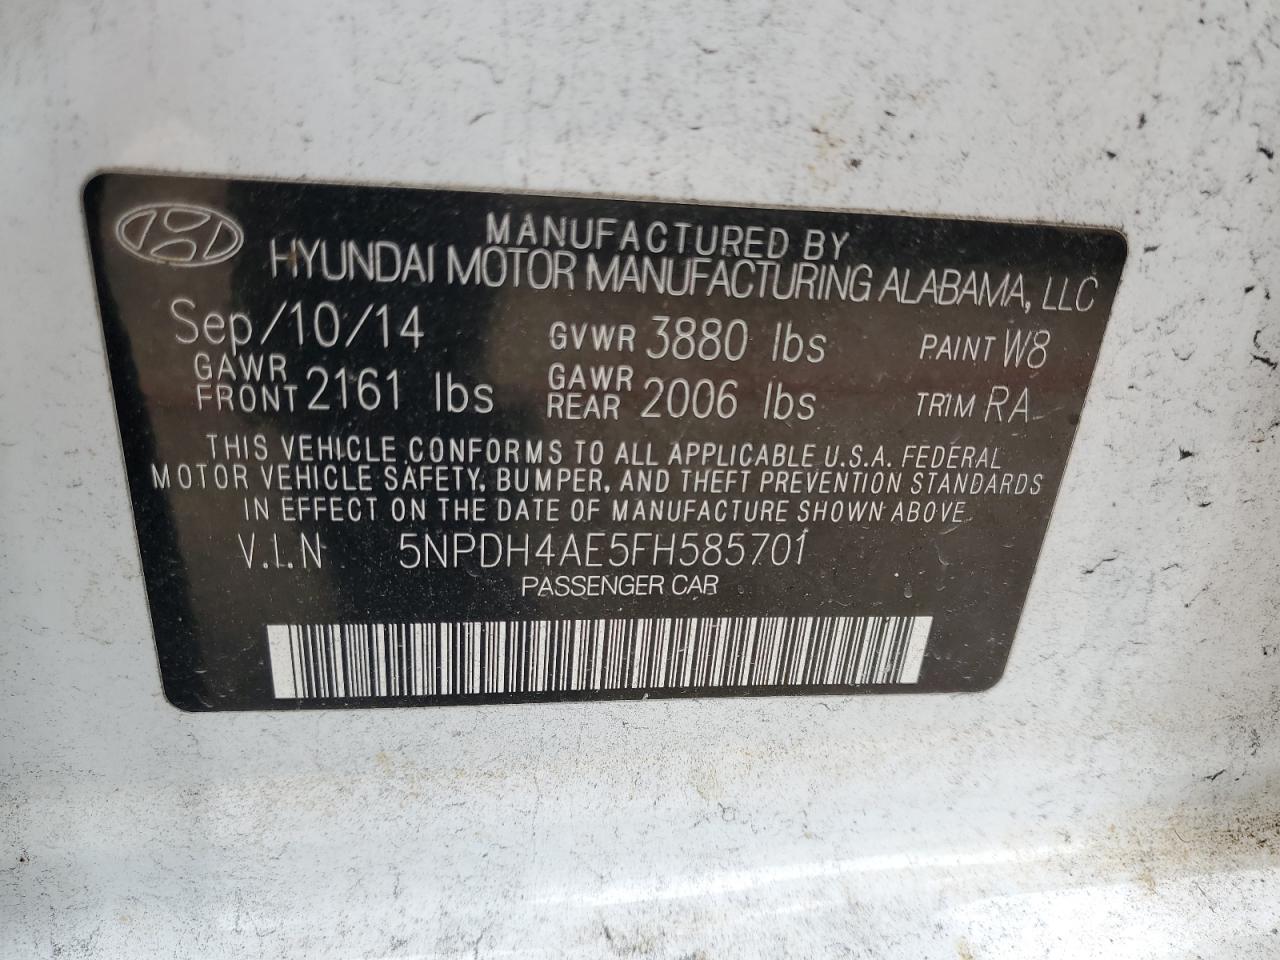 MANUFACTURED BY
HYUNDAI MOTOR MANUFACTURING ALABAMA, LLC
Sep/10/14 GVWR 3880 lbs PAINT W8
GAWR FRONT 2161 lbs GAWR REAR 2006 lbs TRIM RA
THIS VEHICLE CONFORMS TO ALL APPLICABLE U.S.A. FEDERAL
MOTOR VEHICLE SAFETY, BUMPER, AND THEFT PREVENTION STANDARDS
IN EFFECT ON THE DATE OF MANUFACTURE SHOWN ABOVE
V.I.N 5NPDH4AE5FH585701
PASSENGER CAR